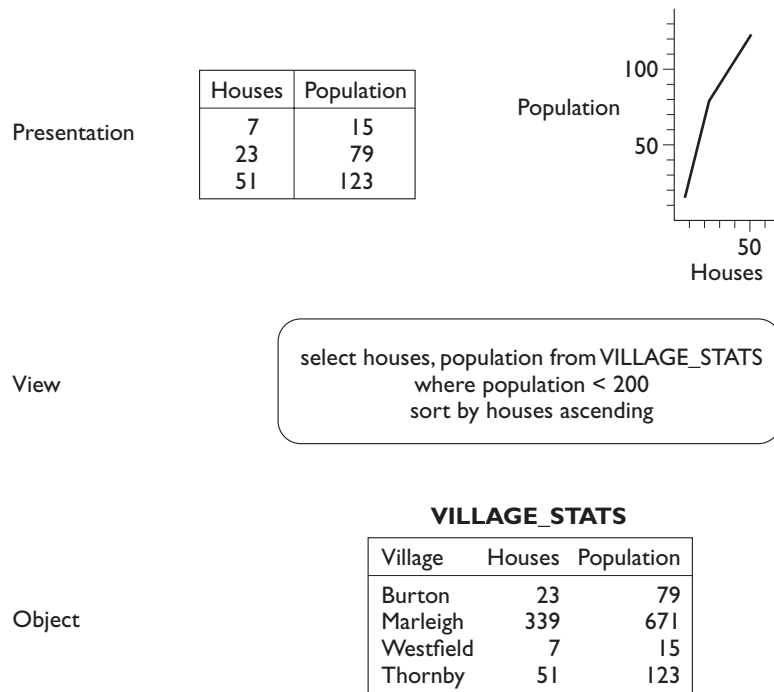 Presentation
Houses Population
7 15
23 79
51 123
Population
100
50
50
Houses
View
select houses, population from VILLAGE_STATS
where population < 200
sort by houses ascending
Object
VILLAGE_STATS
Village Houses Population
Burton 23 79
Marleigh 339 671
Westfield 7 15
Thornby 51 123